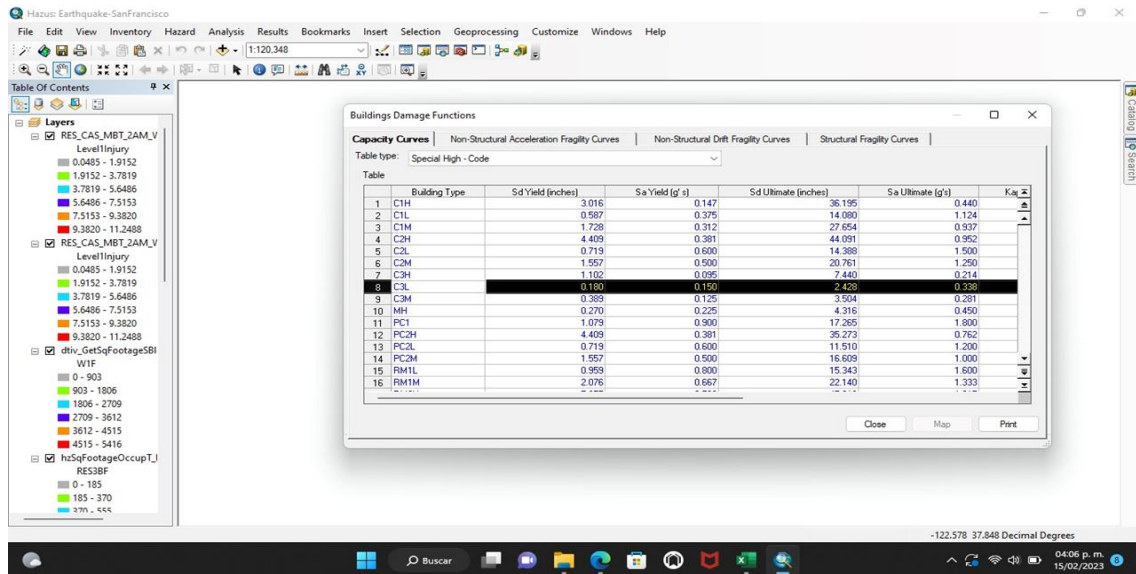 Hazus: Earthquake-SanFrancisco
File Edit View Inventory Hazard Analysis Results Bookmarks Insert Selection Geoprocessing Customize Windows Help
1:120,348
Table Of Contents
Layers
RES_CAS_MBT_2AM_V
Level1Injury
0.0485 - 1.9152
1.9152 - 3.7819
3.7819 - 5.6486
5.6486 - 7.5153
7.5153 - 9.3820
9.3820 - 11.2488
RES_CAS_MBT_2AM_V
Level1Injury
0.0485 - 1.9152
1.9152 - 3.7819
3.7819 - 5.6486
5.6486 - 7.5153
7.5153 - 9.3820
9.3820 - 11.2488
dtiv_GetSqFootageSBI
W1F
0 - 903
903 - 1806
1806 - 2709
2709 - 3612
3612 - 4515
4515 - 5416
hzSqFootageOccupT_I
RES3BF
0 - 185
185 - 370
370 - 555
Buildings Damage Functions
Capacity Curves Non-Structural Acceleration Fragility Curves Non-Structural Drift Fragility Curves Structural Fragility Curves
Table type: Special High - Code
Table
Building Type Sd Yield (inches) Sa Yield (g' s) Sd Ultimate (inches) Sa Ultimate (g's) Kap
1 C1H 3.016 0.147 36.195 0.440
2 C1L 0.587 0.375 14.080 1.124
3 C1M 1.728 0.312 27.654 0.937
4 C2H 4.409 0.381 44.091 0.952
5 C2L 0.719 0.600 14.388 1.500
6 C2M 1.557 0.500 20.761 1.250
7 C3H 1.102 0.095 7.440 0.214
8 C3L 0.180 0.150 2.428 0.338
9 C3M 0.389 0.125 3.504 0.281
10 MH 0.270 0.225 4.316 0.450
11 PC1 1.079 0.900 17.265 1.800
12 PC2H 4.409 0.381 35.273 0.762
13 PC2L 0.719 0.600 11.510 1.200
14 PC2M 1.557 0.500 16.609 1.000
15 RM1L 0.959 0.800 15.343 1.600
16 RM1M 2.076 0.667 22.140 1.333
Close Map Print
Catalog
Search
-122.578 37.848 Decimal Degrees
Buscar
04:06 p. m.
15/02/2023
8